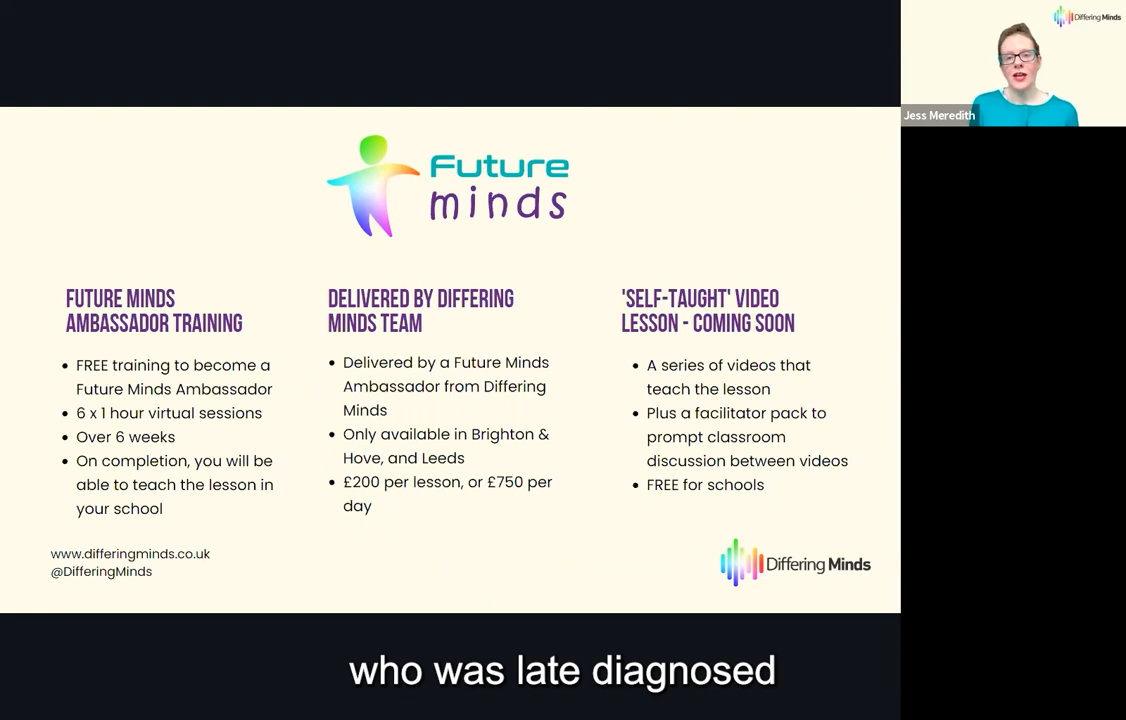 Differing Minds
Jess Meredith
Future
minds
FUTURE MINDS
AMBASSADOR TRAINING
• FREE training to become a
Future Minds Ambassador
• 6 x 1 hour virtual sessions
• Over 6 weeks
• On completion, you will be
able to teach the lesson in
your school
DELIVERED BY DIFFERING
MINDS TEAM
• Delivered by a Future Minds
Ambassador from Differing
Minds
• Only available in Brighton &
Hove, and Leeds
• £200 per lesson, or £750 per
day
'SELF-TAUGHT' VIDEO
LESSON - COMING SOON
• A series of videos that
teach the lesson
• Plus a facilitator pack to
prompt classroom
discussion between videos
• FREE for schools
www.differingminds.co.uk
@DifferingMinds
Differing Minds
who was late diagnosed